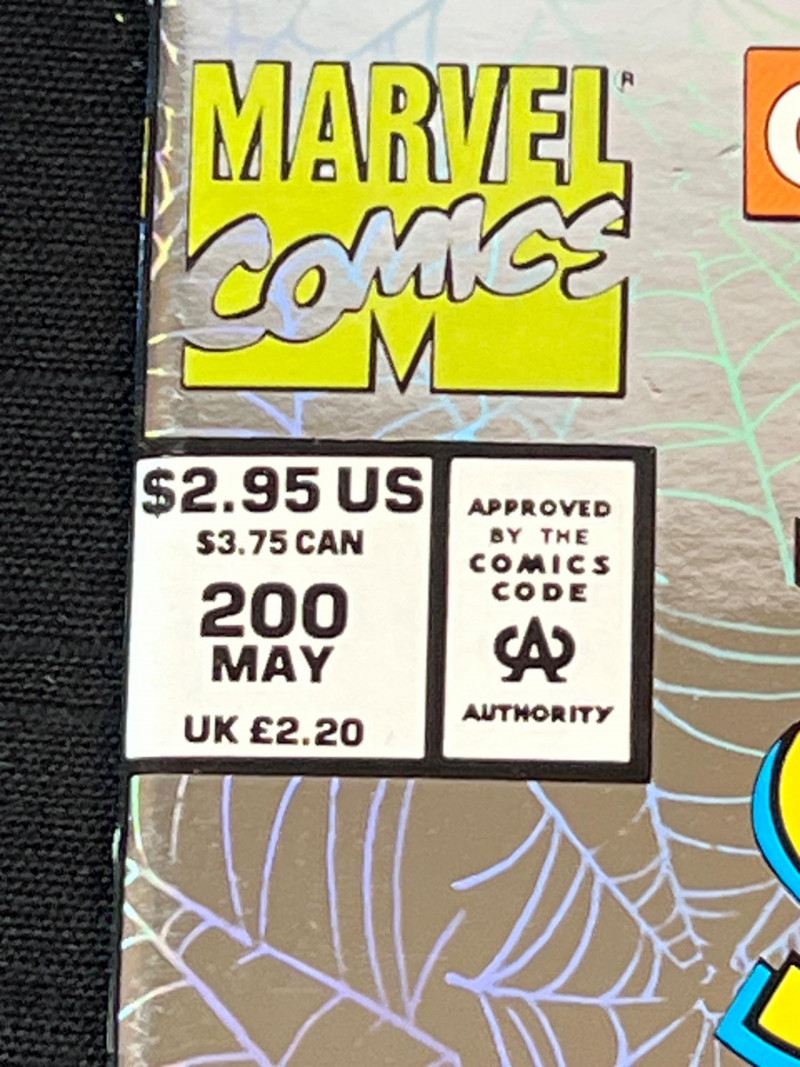 MARVEL®
COMICS
M
$2.95 US
$3.75 CAN
200
MAY
UK £2.20
APPROVED
BY THE
COMICS
CODE
CA
AUTHORITY